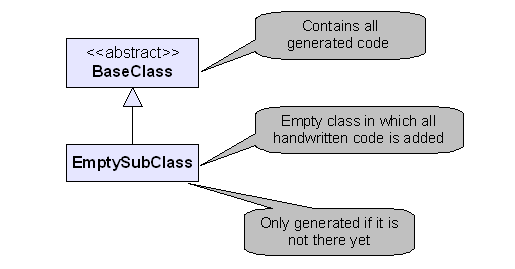 Contains all
generated code
<<abstract>>
BaseClass
Empty class in which all
handwritten code is added
EmptySubClass
Only generated if it is
not there yet